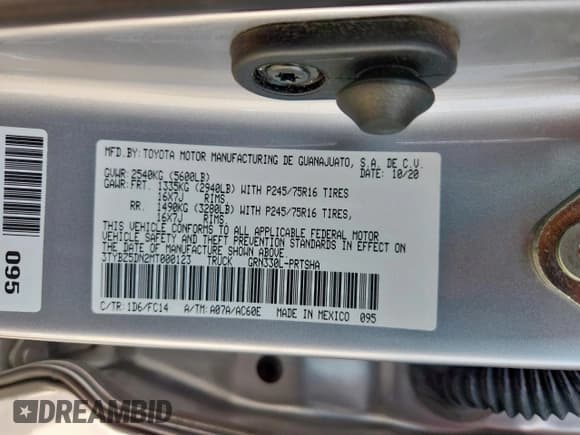 MFD.BY:TOYOTA MOTOR MANUFACTURING DE GUANAJUATO, S.A. DE C.V.
GVWR:2540KG (5600LB) DATE: 10/20
GAWR:FRT. 1335KG (2940LB) WITH P245/75R16 TIRES
16X7J RIMS
RR. 1490KG (3280LB) WITH P245/75R16 TIRES,
16X7J RIMS
THIS VEHICLE CONFORMS TO ALL APPLICABLE FEDERAL MOTOR
VEHICLE SAFETY AND THEFT PREVENTION STANDARDS IN EFFECT ON
THE DATE OF MANUFACTURE SHOWN ABOVE.
3TYBZ5DN2MT000123 TRUCK GRN330L-PRTSHA
C/TR: 1D6/FC14 A/TM: A07A/AC60E MADE IN MEXICO 095
095
DREAMBID